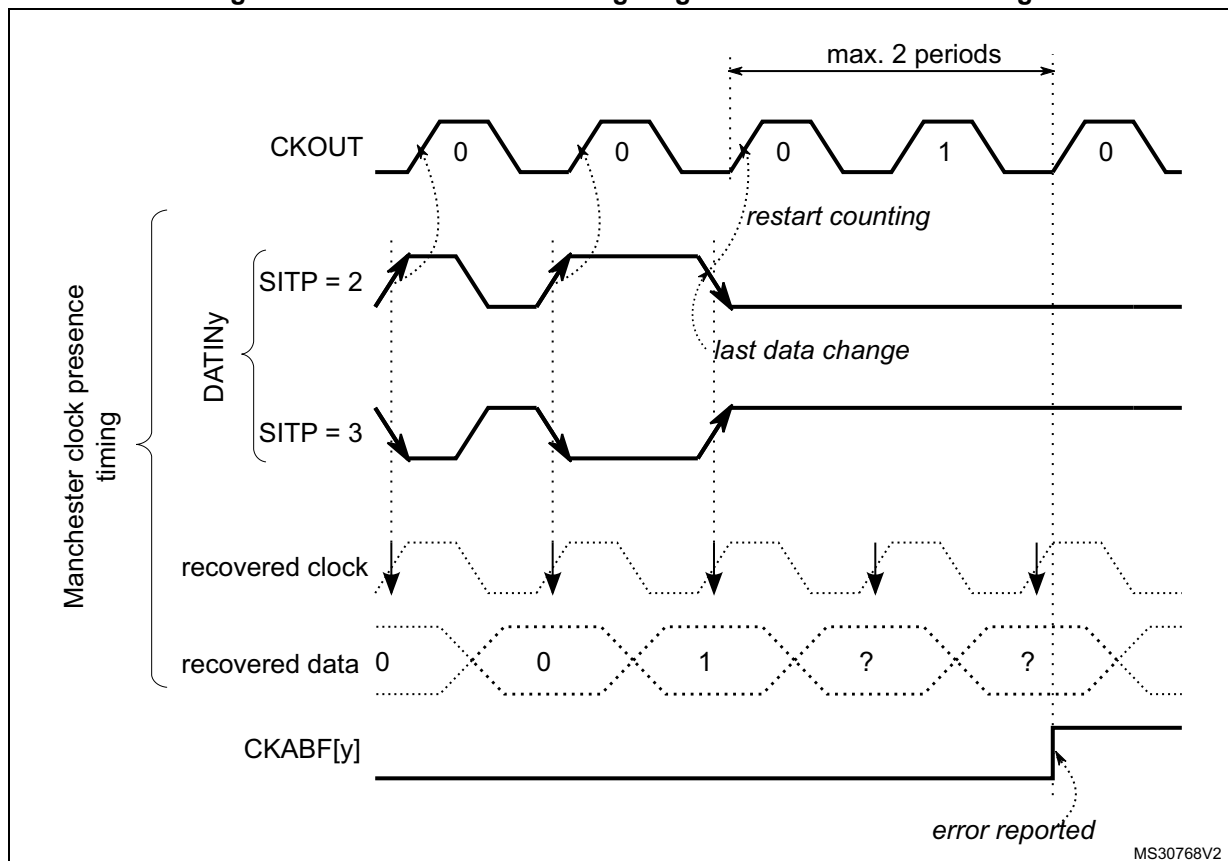 max. 2 periods
CKOUT
0 0 0 1 0
restart counting
SITP = 2
DATINy
last data change
SITP = 3
Manchester clock presence
timing
recovered clock
recovered data
0 0 1 ? ?
CKABF[y]
error reported
MS30768V2